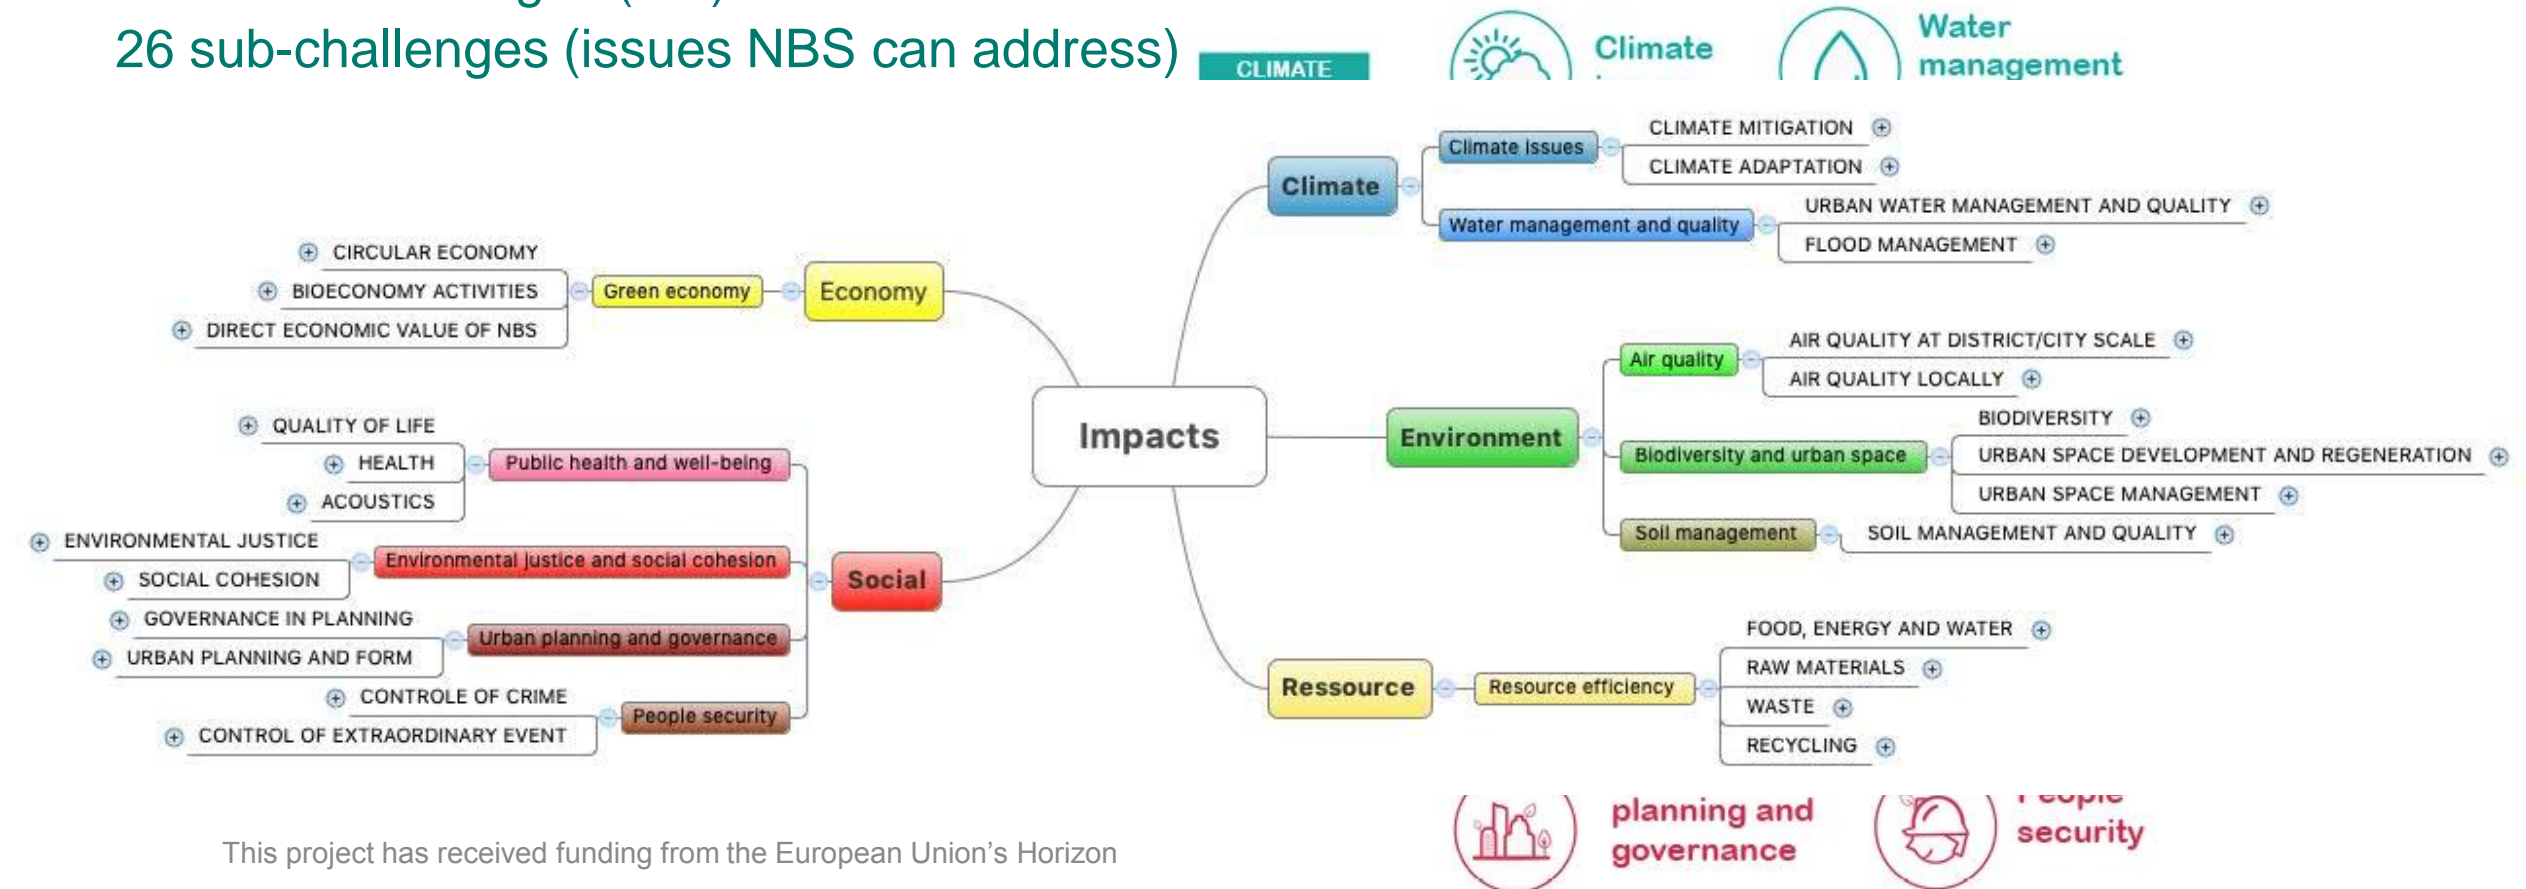 26 sub-challenges (issues NBS can address)
CLIMATE
Climate
Water
management
Impacts
Climate
Climate issues
CLIMATE MITIGATION
CLIMATE ADAPTATION
Water management and quality
URBAN WATER MANAGEMENT AND QUALITY
FLOOD MANAGEMENT
Environment
Air quality
AIR QUALITY AT DISTRICT/CITY SCALE
AIR QUALITY LOCALLY
Biodiversity and urban space
BIODIVERSITY
URBAN SPACE DEVELOPMENT AND REGENERATION
URBAN SPACE MANAGEMENT
Soil management
SOIL MANAGEMENT AND QUALITY
Ressource
Resource efficiency
FOOD, ENERGY AND WATER
RAW MATERIALS
WASTE
RECYCLING
Economy
Green economy
CIRCULAR ECONOMY
BIOECONOMY ACTIVITIES
DIRECT ECONOMIC VALUE OF NBS
Social
Public health and well-being
QUALITY OF LIFE
HEALTH
ACOUSTICS
Environmental justice and social cohesion
ENVIRONMENTAL JUSTICE
SOCIAL COHESION
Urban planning and governance
GOVERNANCE IN PLANNING
URBAN PLANNING AND FORM
People security
CONTROLE OF CRIME
CONTROL OF EXTRAORDINARY EVENT
planning and
governance
People
security
This project has received funding from the European Union's Horizon